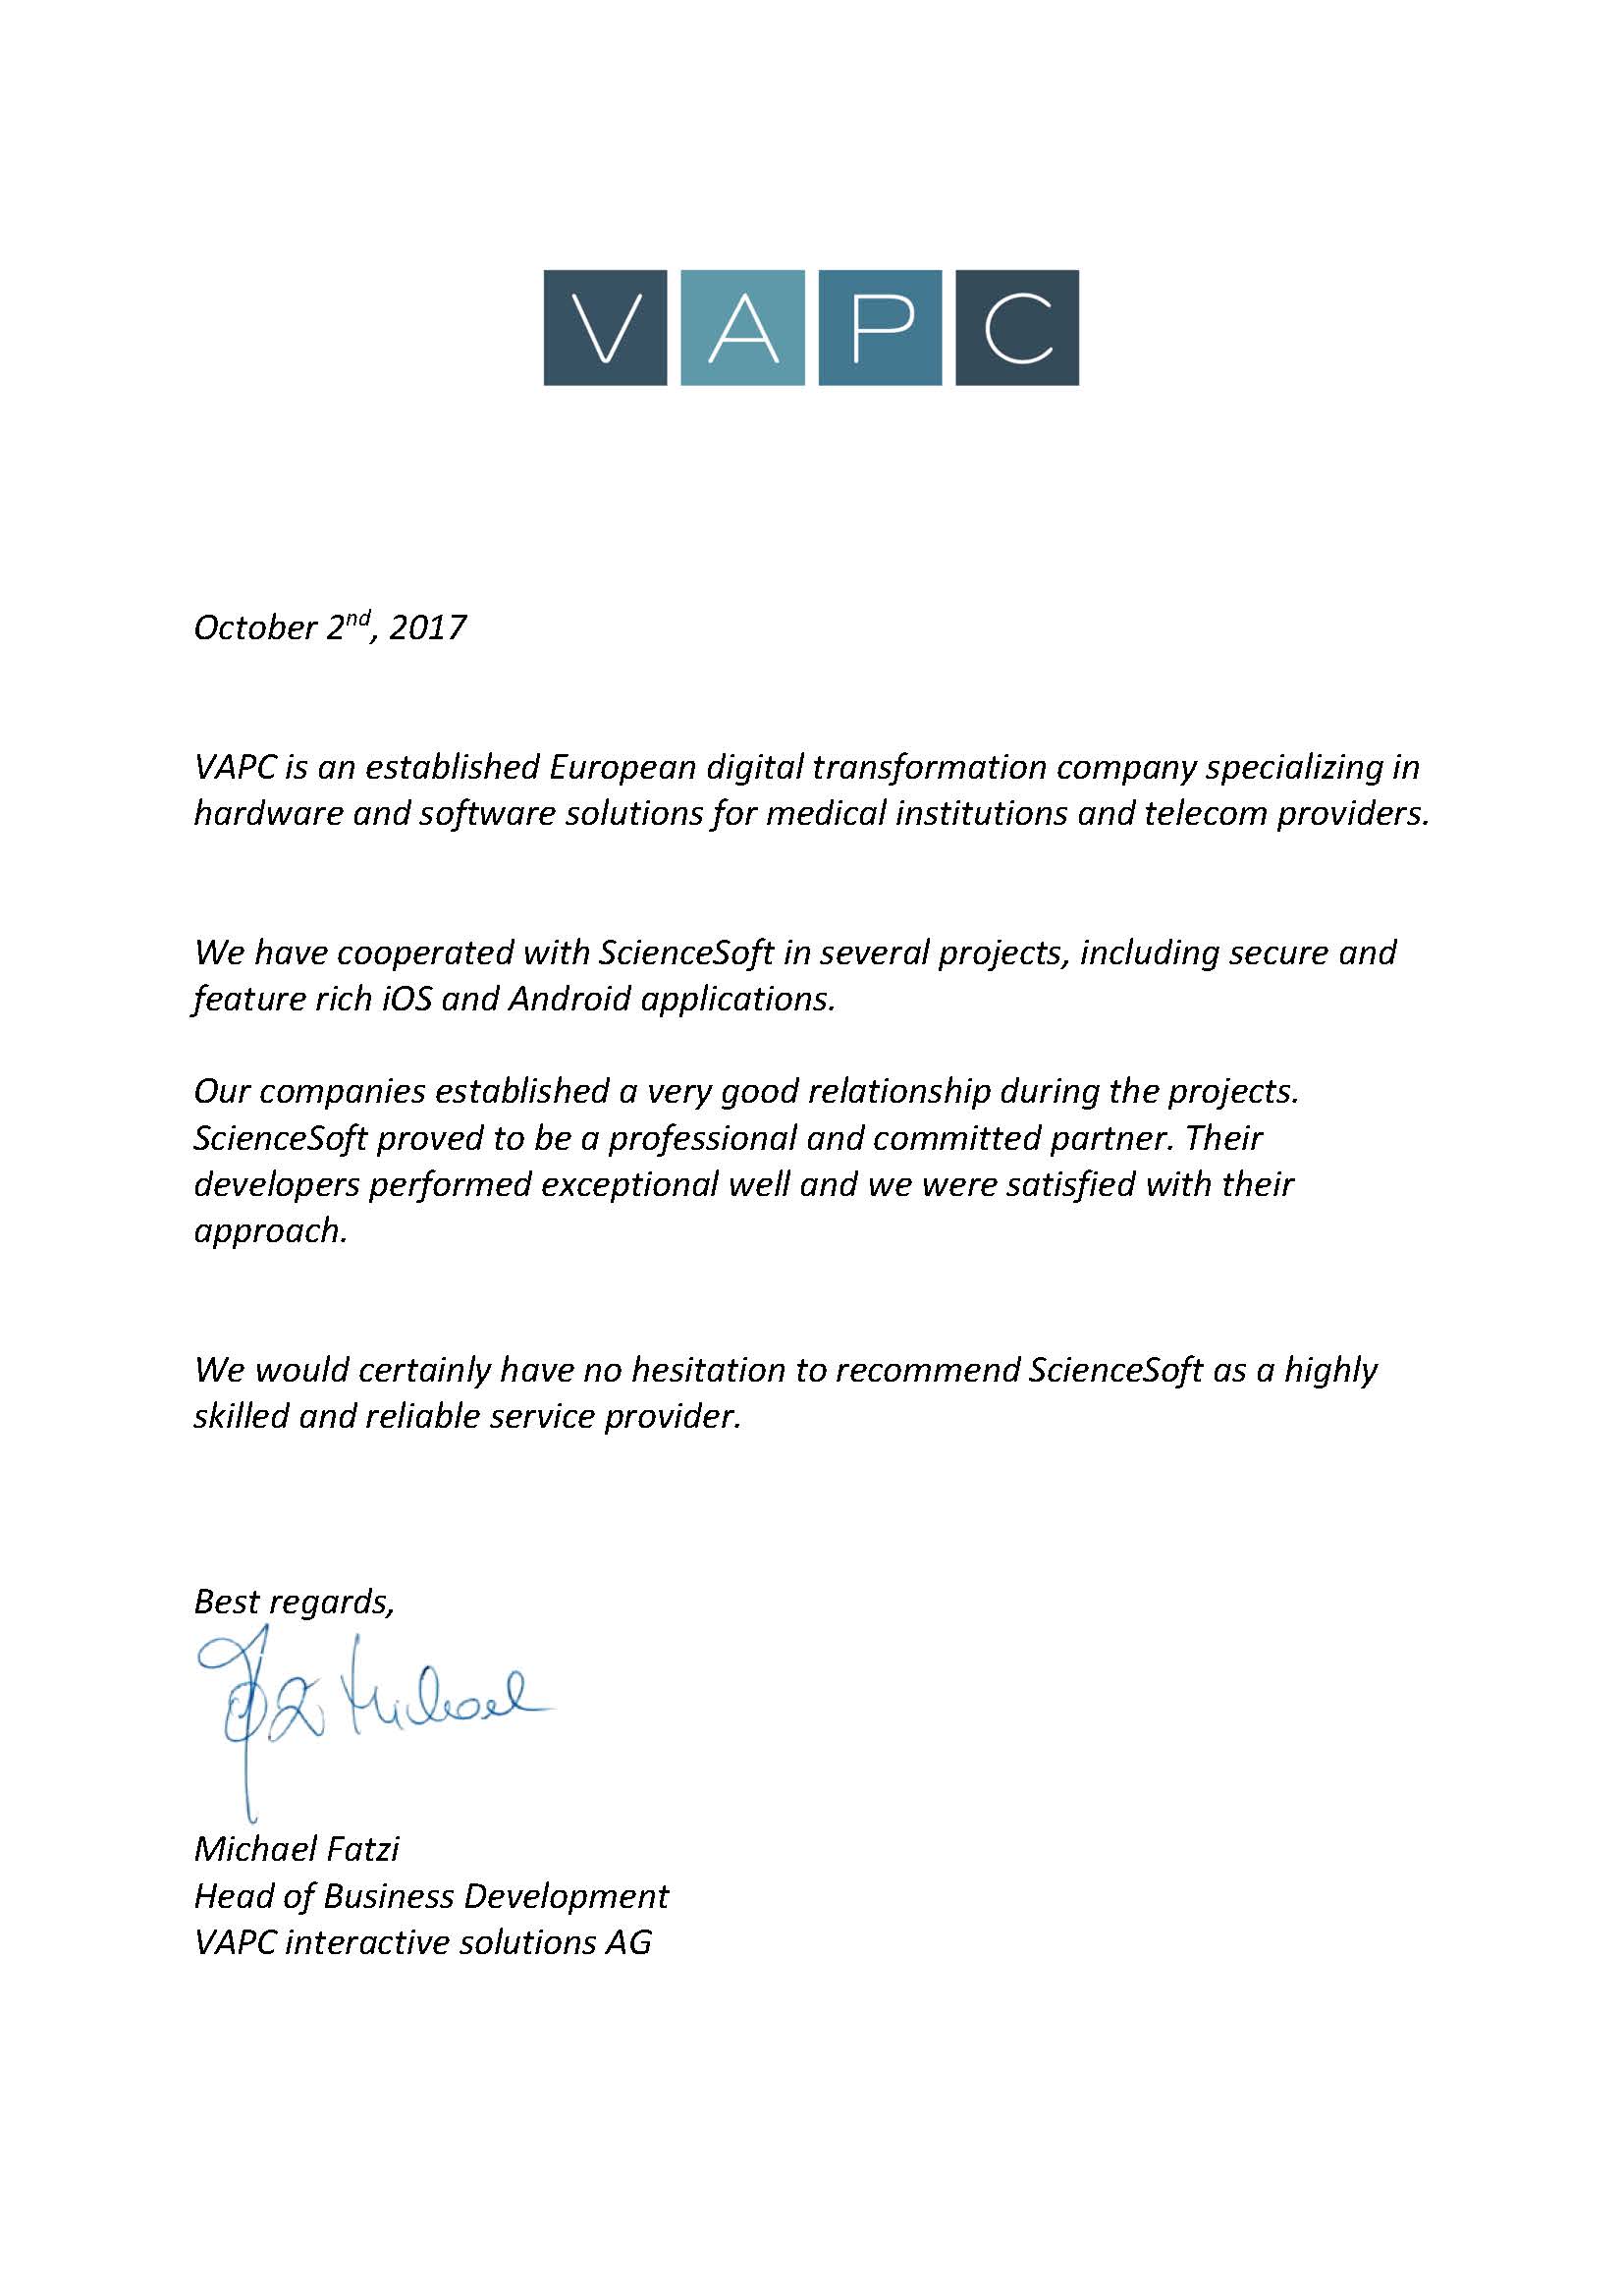 VAPC
October 2nd, 2017
VAPC is an established European digital transformation company specializing in
hardware and software solutions for medical institutions and telecom providers.
We have cooperated with ScienceSoft in several projects, including secure and
feature rich iOS and Android applications.
Our companies established a very good relationship during the projects.
ScienceSoft proved to be a professional and committed partner. Their
developers performed exceptional well and we were satisfied with their
approach.
We would certainly have no hesitation to recommend ScienceSoft as a highly
skilled and reliable service provider.
Best regards,
Michael
Michael Fatzi
Head of Business Development
VAPC interactive solutions AG